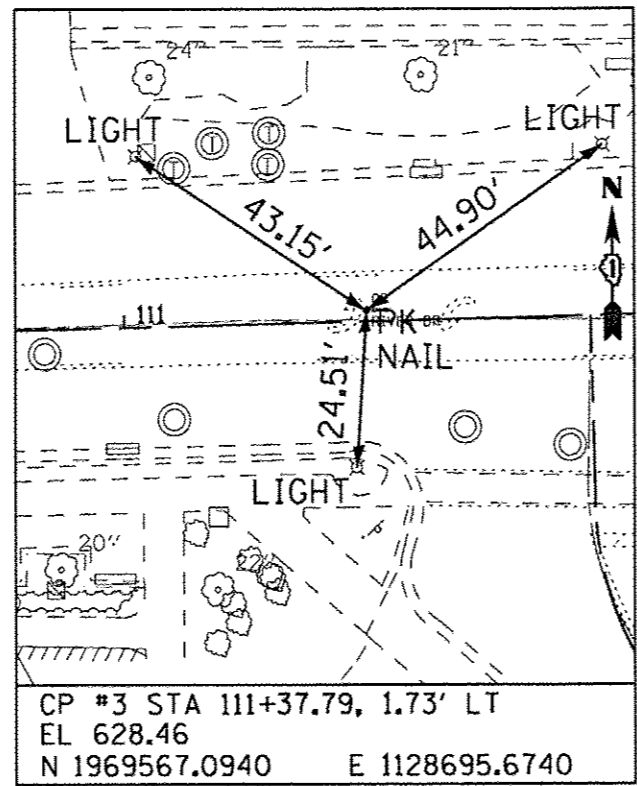 24"
21"
LIGHT
LIGHT
T
T
T
T
N
43.15'
44.90'
111
PK
NAIL
24.51'
LIGHT
20"
22"
CP #3 STA 111+37.79, 1.73' LT
EL 628.46
N 1969567.0940 E 1128695.6740